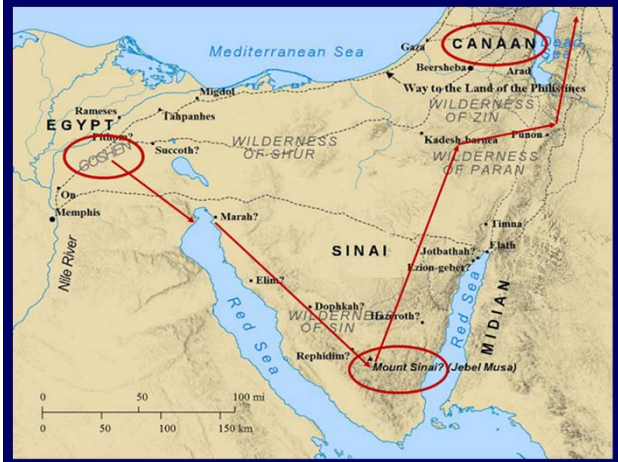 Mediterranean Sea
Gaza
CANAAN
Dead
Sea
Beersheba
Arad
Way to the Land of the Philistines
WILDERNESS
OF ZIN
Migdol
Rameses
Tahpanhes
EGYPT
Pithom?
GOSHEN
Succoth?
WILDERNESS
OF SHUR
Kadesh-barnea
Punon
WILDERNESS
OF PARAN
On
Memphis
Marah?
Nile River
SINAI
Timna
Jotbathah?
Elath
Ezion-geber?
Elim?
Dophkah?
WILDERNESS
OF SIN
Hazeroth?
Red Sea
Red Sea
MIDIAN
Rephidim?
Mount Sinai? (Jebel Musa)
0 50 100 mi
0 50 100 150 km